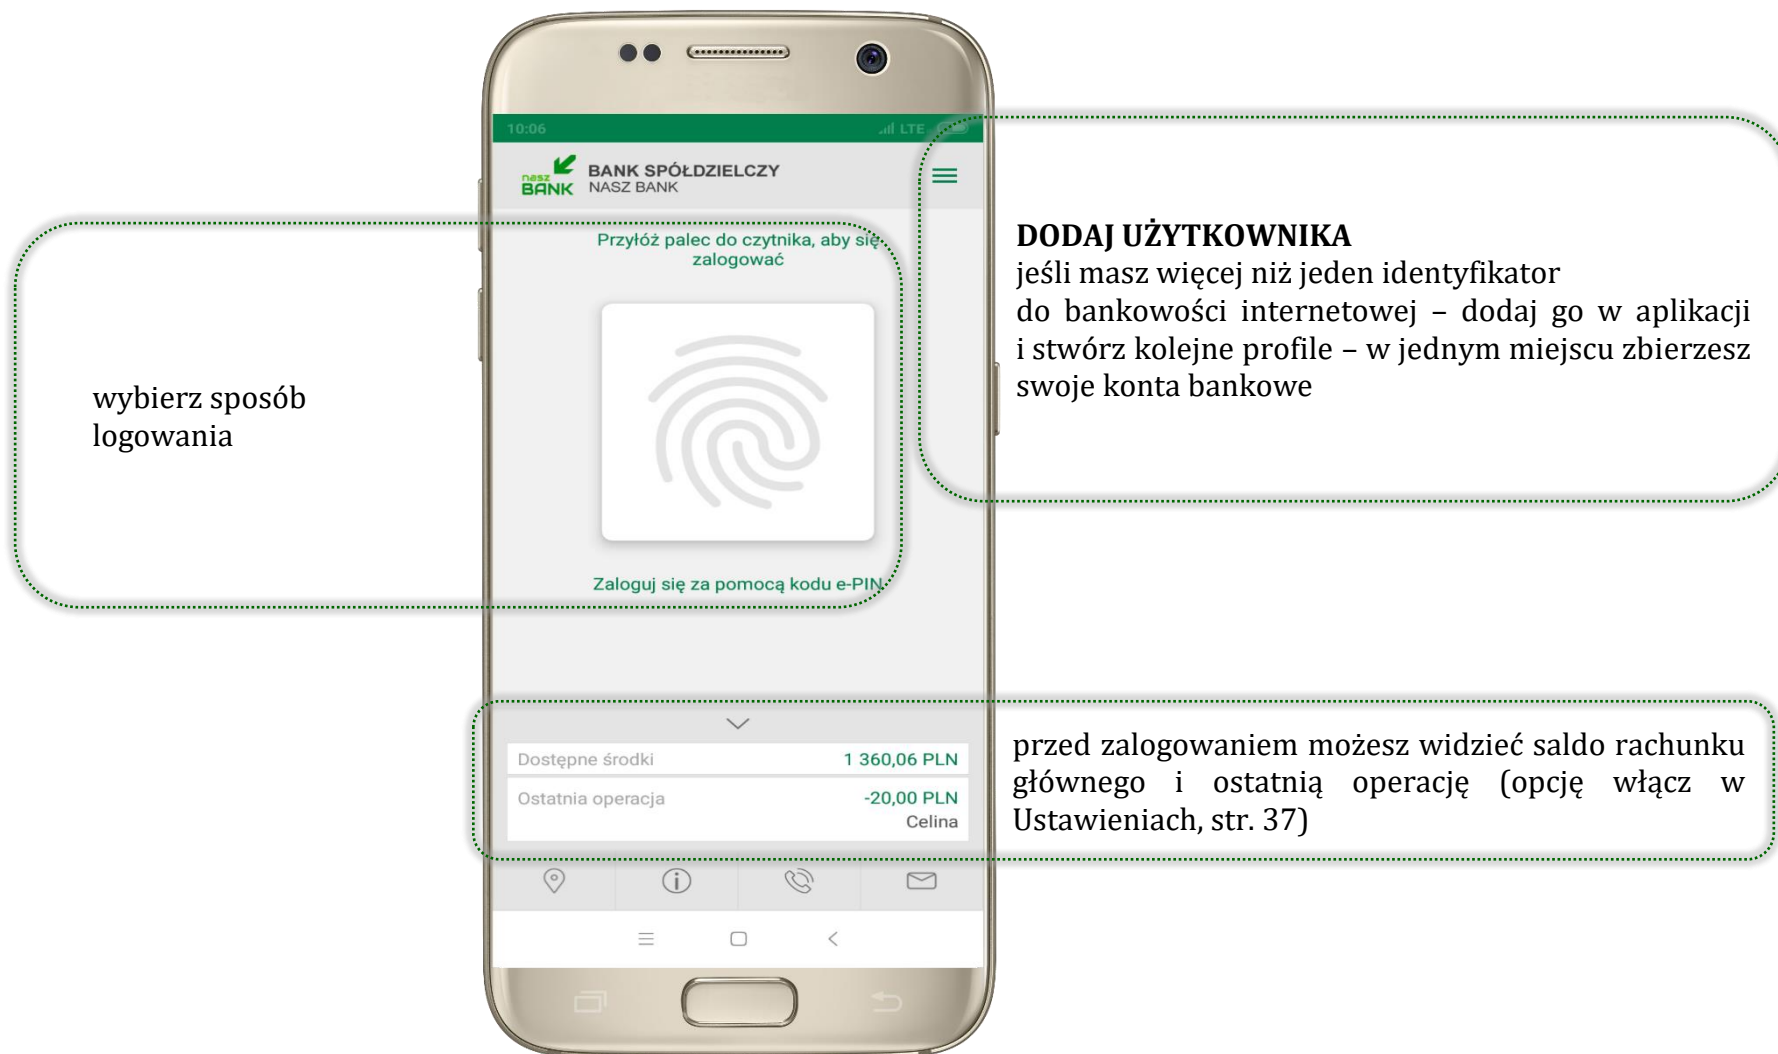 10:06
LTE
nasz
BANK
BANK SPÓŁDZIELCZY
NASZ BANK
Przyłóż palec do czytnika, aby się
zalogować
Zaloguj się za pomocą kodu e-PIN
wybierz sposób
logowania
DODAJ UŻYTKOWNIKA
jeśli masz więcej niż jeden identyfikator
do bankowości internetowej – dodaj go w aplikacji
i stwórz kolejne profile – w jednym miejscu zbierzesz
swoje konta bankowe
Dostępne środki 1 360,06 PLN
Ostatnia operacja -20,00 PLN
Celina
przed zalogowaniem możesz widzieć saldo rachunku
głównego i ostatnią operację (opcję włącz w
Ustawieniach, str. 37)